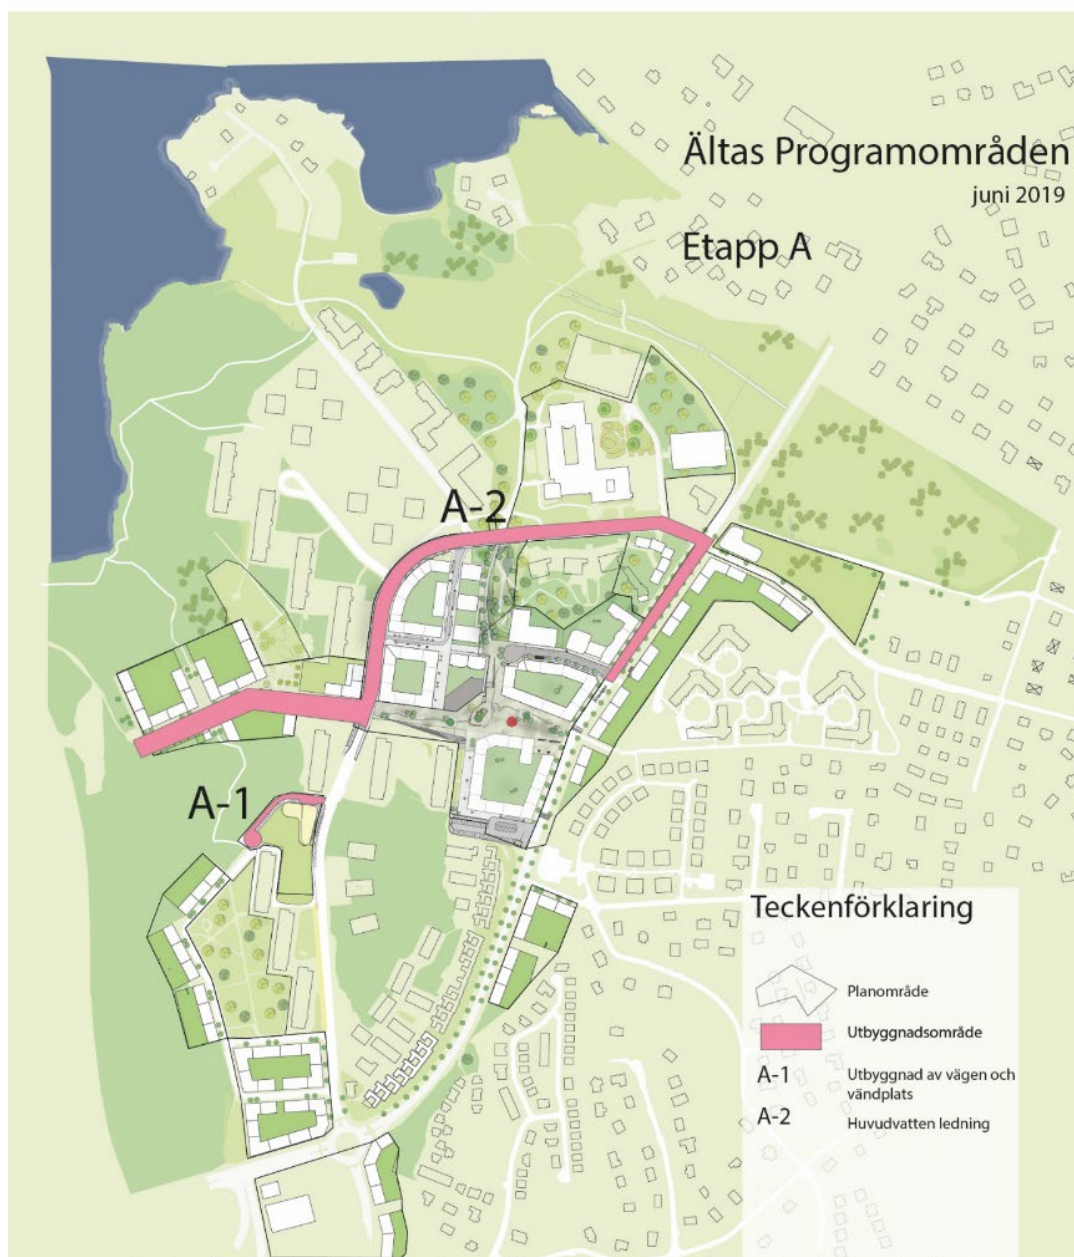 Ältas Programområden
juni 2019
Etapp A
A-2
A-1
Teckenförklaring
Planområde
Utbyggnadsområde
A-1 Utbyggnad av vägen och
vändplats
A-2 Huvudvatten ledning